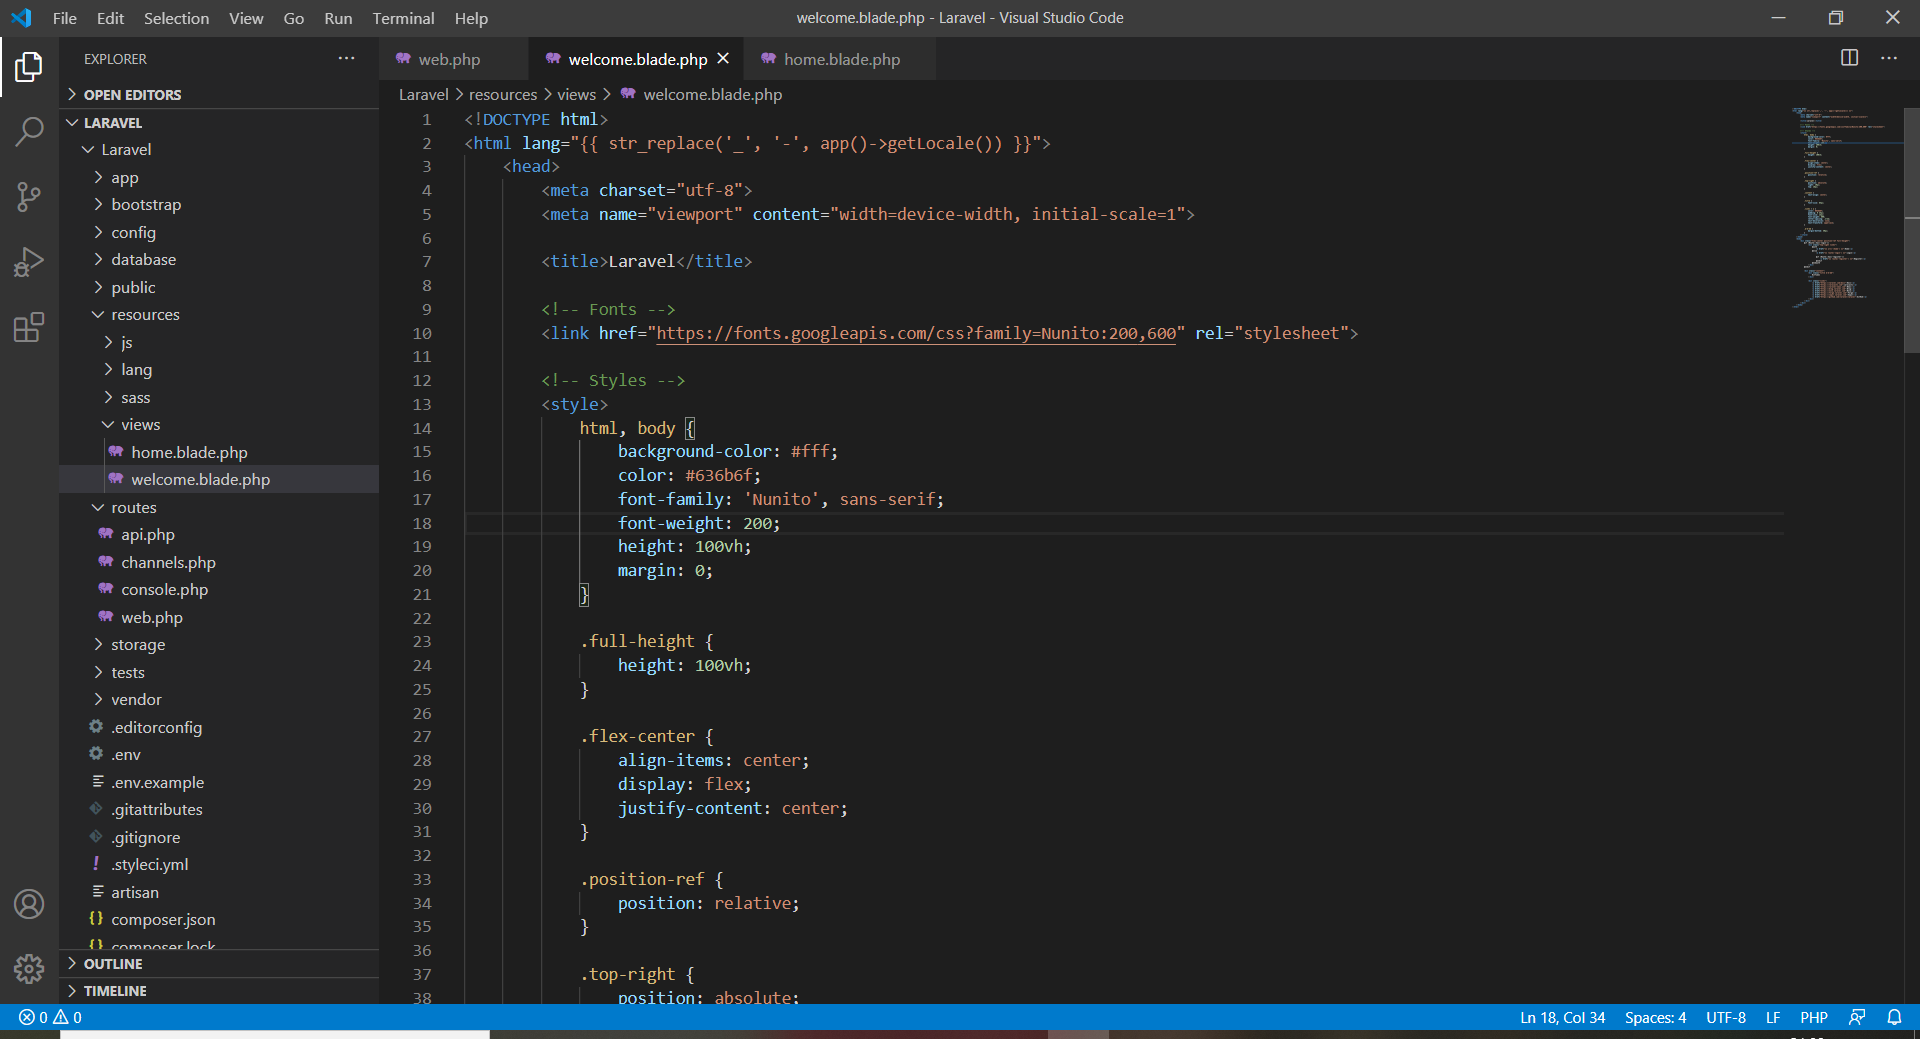 File Edit Selection View Go Run Terminal Help
welcome.blade.php - Laravel - Visual Studio Code
EXPLORER
OPEN EDITORS
LARAVEL
Laravel
app
bootstrap
config
database
public
resources
js
lang
sass
views
home.blade.php
welcome.blade.php
routes
api.php
channels.php
console.php
web.php
storage
tests
vendor
.editorconfig
.env
.env.example
.gitattributes
.gitignore
.styleci.yml
artisan
composer.json
composer.lock
OUTLINE
TIMELINE
web.php welcome.blade.php home.blade.php
Laravel > resources > views > welcome.blade.php
1 <!DOCTYPE html>
2 <html lang="{{ str_replace('_', '-', app()->getLocale()) }}">
3 <head>
4 <meta charset="utf-8">
5 <meta name="viewport" content="width=device-width, initial-scale=1">
6
7 <title>Laravel</title>
8
9 <!-- Fonts -->
10 <link href="https://fonts.googleapis.com/css?family=Nunito:200,600" rel="stylesheet">
11
12 <!-- Styles -->
13 <style>
14 html, body {
15 background-color: #fff;
16 color: #636b6f;
17 font-family: 'Nunito', sans-serif;
18 font-weight: 200;
19 height: 100vh;
20 margin: 0;
21 }
22
23 .full-height {
24 height: 100vh;
25 }
26
27 .flex-center {
28 align-items: center;
29 display: flex;
30 justify-content: center;
31 }
32
33 .position-ref {
34 position: relative;
35 }
36
37 .top-right {
38 position: absolute;
0 0
Ln 18, Col 34 Spaces: 4 UTF-8 LF PHP